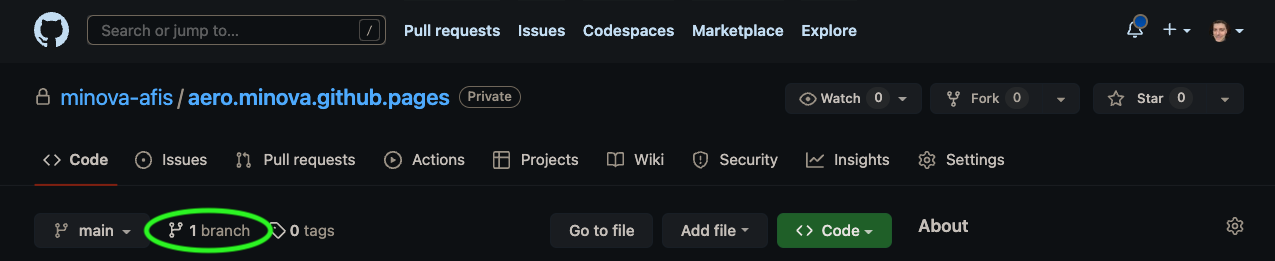 Search or jump to... /
Pull requests Issues Codespaces Marketplace Explore
minova-afis/aero.minova.github.pages Private
Watch 0 Fork 0 Star 0
Code Issues Pull requests Actions Projects Wiki Security Insights Settings
main 1 branch 0 tags Go to file Add file Code About